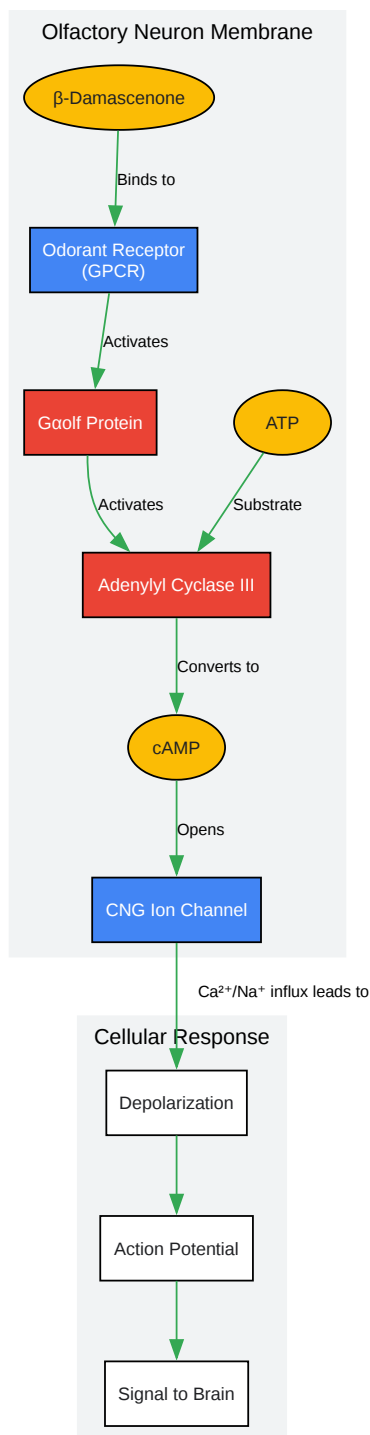 Olfactory Neuron Membrane
β-Damascenone
Binds to
Odorant Receptor
(GPCR)
Activates
Gαolf Protein
ATP
Activates
Substrate
Adenylyl Cyclase III
Converts to
cAMP
Opens
CNG Ion Channel
Ca²⁺/Na⁺ influx leads to
Cellular Response
Depolarization
Action Potential
Signal to Brain